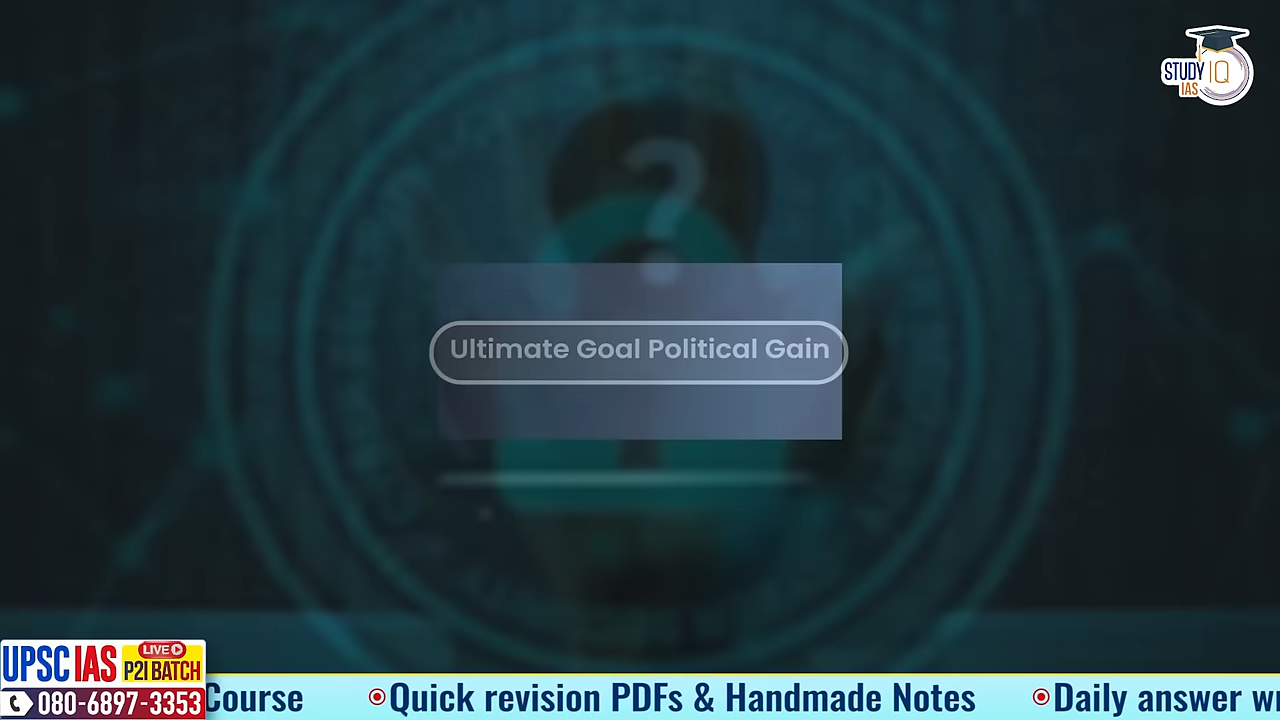 STUDY IQ
IAS
?
Ultimate Goal Political Gain
UPSC IAS LIVE
P2I BATCH
080-6897-3353
Course
Quick revision PDFs & Handmade Notes
Daily answer